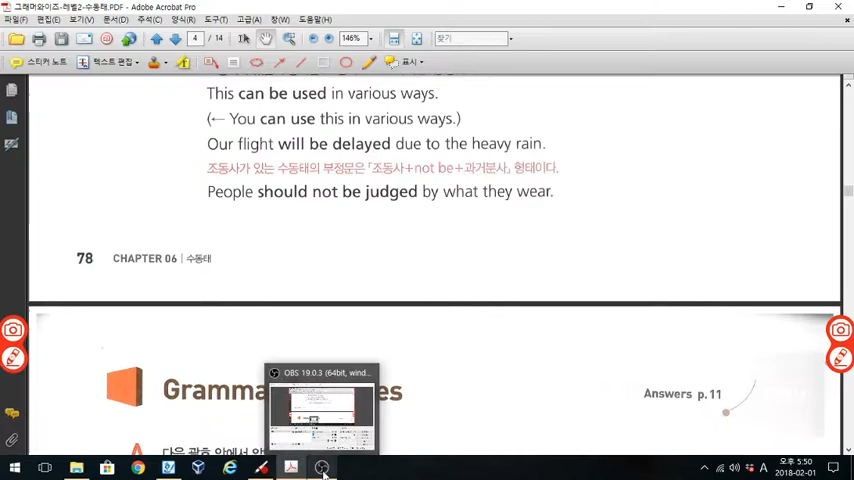 그래머와이즈-레벨2-수동태.PDF - Adobe Acrobat Pro
파일(F) 편집(E) 보기(V) 문서(D) 주석(C) 양식(R) 도구(T) 고급(A) 창(W) 도움말(H)
4 / 14 146% 찾기
스티커 노트 텍스트 편집 표시
This can be used in various ways.
(← You can use this in various ways.)
Our flight will be delayed due to the heavy rain.
조동사가 있는 수동태의 부정문은 「조동사+not be+과거분사」 형태이다.
People should not be judged by what they wear.
78 CHAPTER 06 | 수동태
OBS 19.0.3 (64bit, wind...
Answers p.11
A 다음 괄호 안에서
A 오후 5:50
2018-02-01